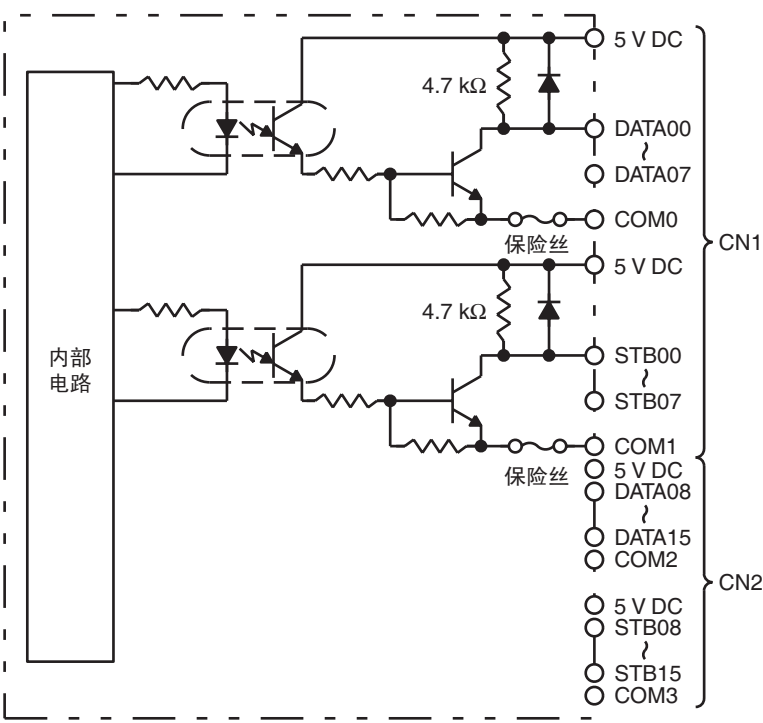 5 V DC
4.7 kΩ
DATA00
~
DATA07
COM0
保险丝
CN1
5 V DC
4.7 kΩ
内部
电路
STB00
~
STB07
COM1
保险丝
5 V DC
DATA08
~
DATA15
COM2
CN2
5 V DC
STB08
~
STB15
COM3